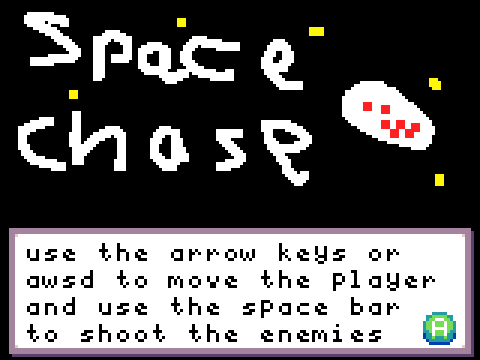 Space
chase
use the arrow keys or
awsd to move the player
and use the space bar
to shoot the enemies
A